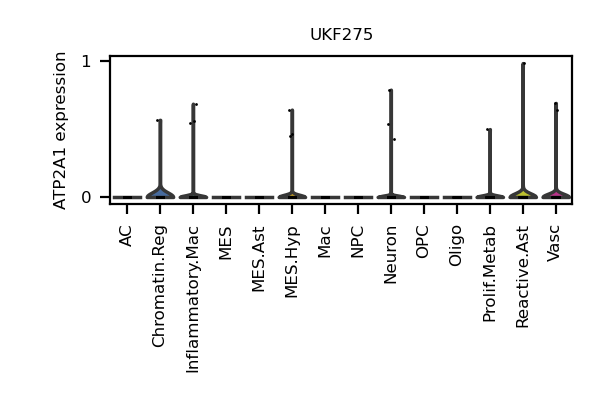 UKF275
ATP2A1 expression
1
0
AC
Chromatin.Reg
Inflammatory.Mac
MES
MES.Ast
MES.Hyp
Mac
NPC
Neuron
OPC
Oligo
Prolif.Metab
Reactive.Ast
Vasc